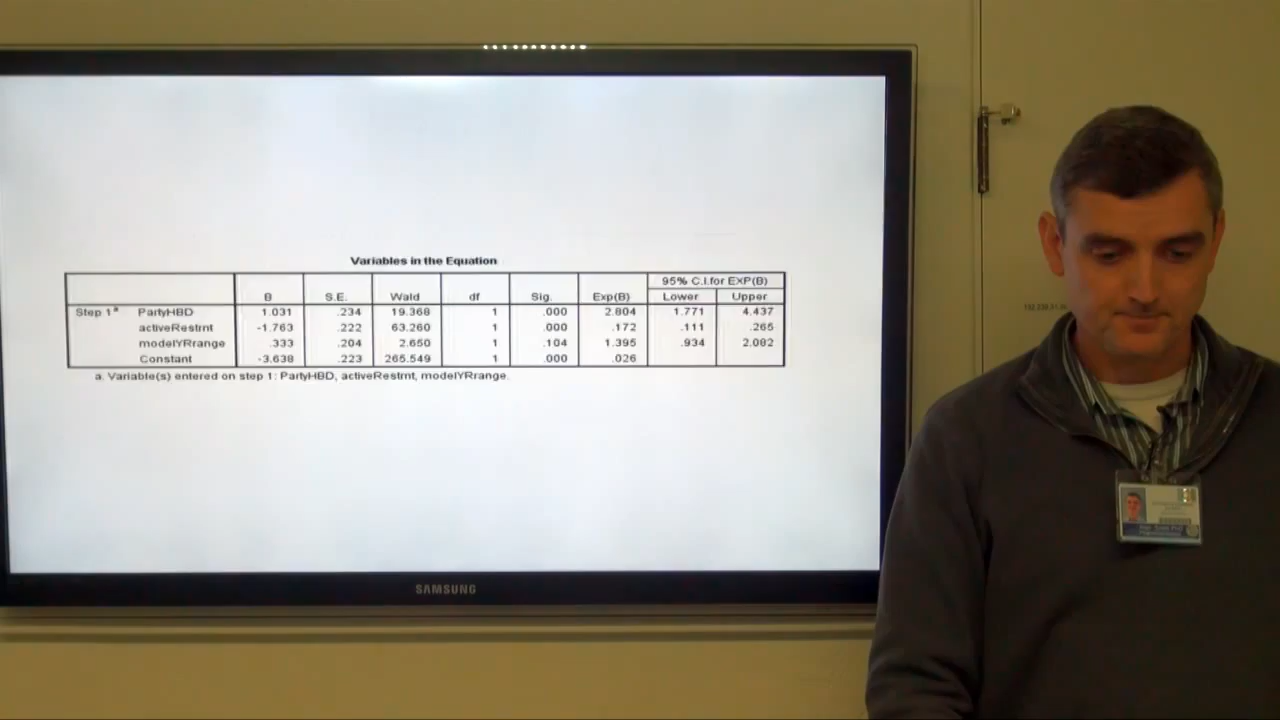 Variables in the Equation
95% C.I.for EXP(B)
B S.E. Wald df Sig. Exp(B) Lower Upper
Step 1ª PartyHBD 1.031 .234 19.368 1 .000 2.804 1.771 4.437
activeRestrnt -1.763 .222 63.260 1 .000 .172 .111 .265
modelYRrange .333 .204 2.650 1 .104 1.395 .934 2.082
Constant -3.638 .223 265.549 1 .000 .026
a. Variable(s) entered on step 1: PartyHBD, activeRestrnt, modelYRrange.
SAMSUNG